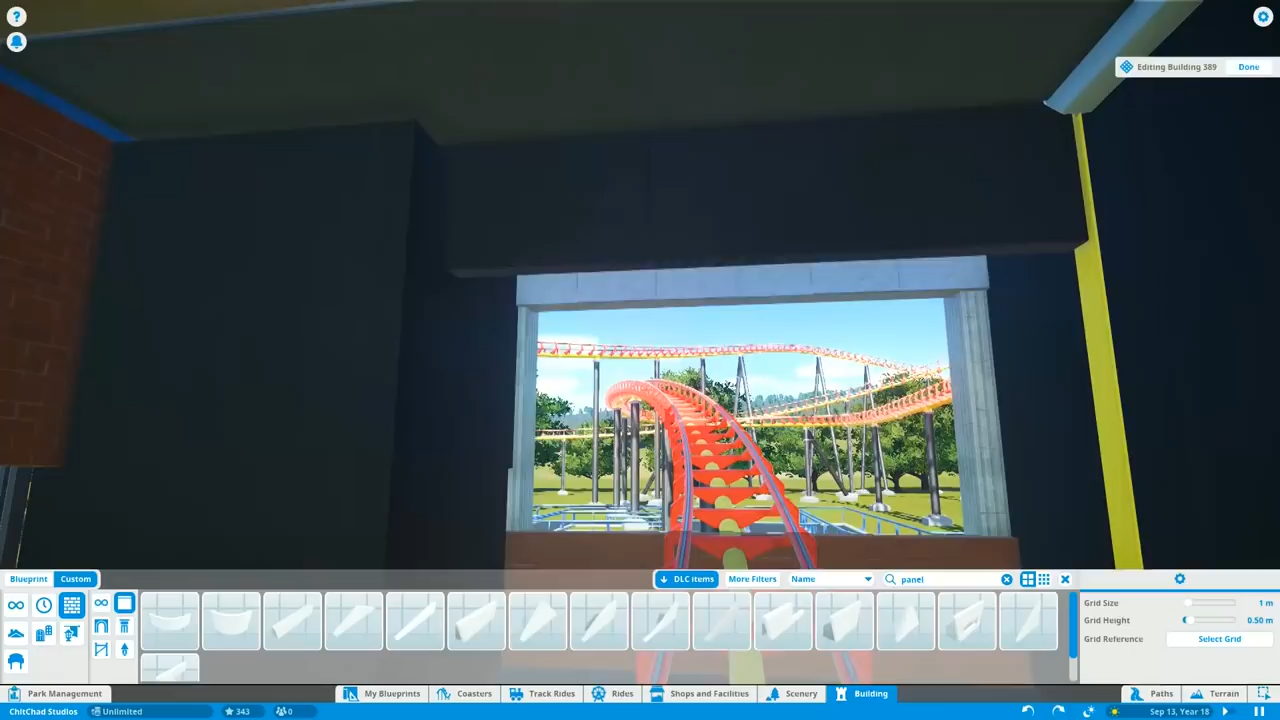 ?
Editing Building 389 Done
Blueprint Custom
DLC items More Filters Name panel
Grid Size 1 m
Grid Height 0.50 m
Grid Reference Select Grid
Park Management My Blueprints Coasters Track Rides Rides Shops and Facilities Scenery Building Paths Terrain
ChitChad Studios Unlimited 343 0 Sep 13, Year 18